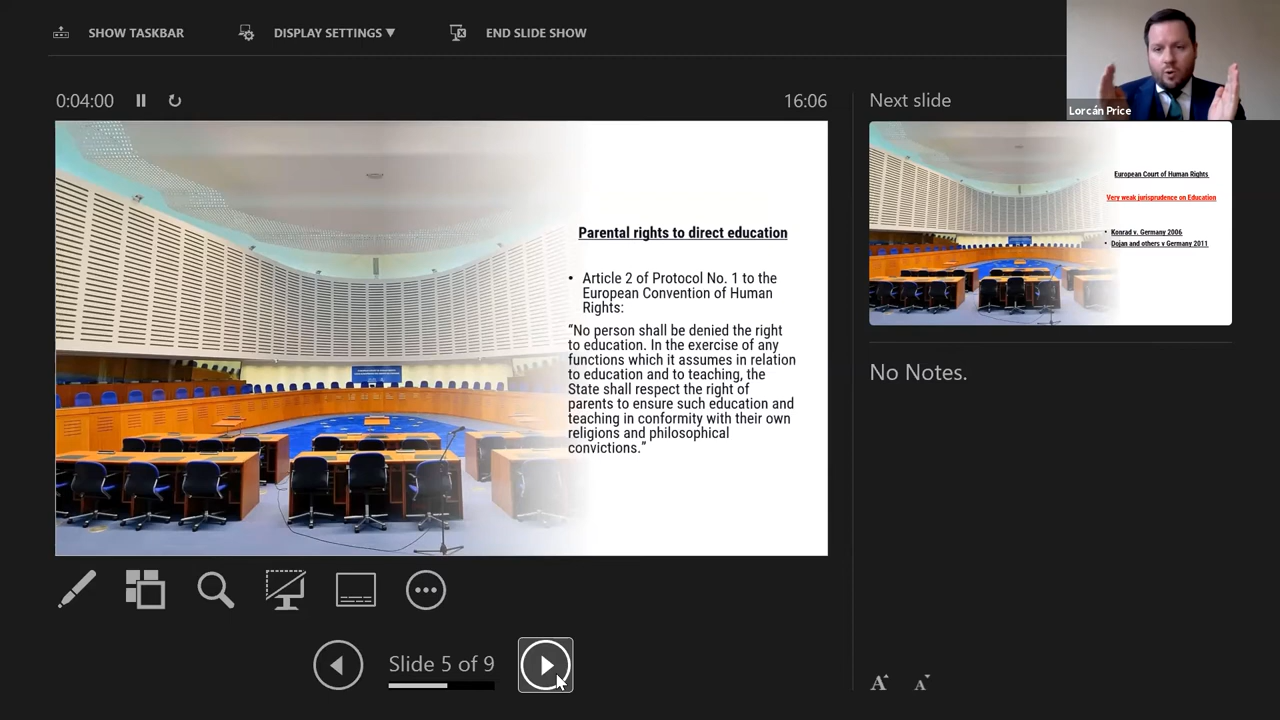 SHOW TASKBAR
DISPLAY SETTINGS ▼
END SLIDE SHOW
Lorcán Price
0:04:00
16:06
Next slide
Parental rights to direct education
• Article 2 of Protocol No. 1 to the
European Convention of Human
Rights:
“No person shall be denied the right
to education. In the exercise of any
functions which it assumes in relation
to education and to teaching, the
State shall respect the right of
parents to ensure such education and
teaching in conformity with their own
religions and philosophical
convictions.”
European Court of Human Rights
Very weak jurisprudence on Education
• Konrad v. Germany 2006
• Dojan and others v Germany 2011
No Notes.
Slide 5 of 9
A A